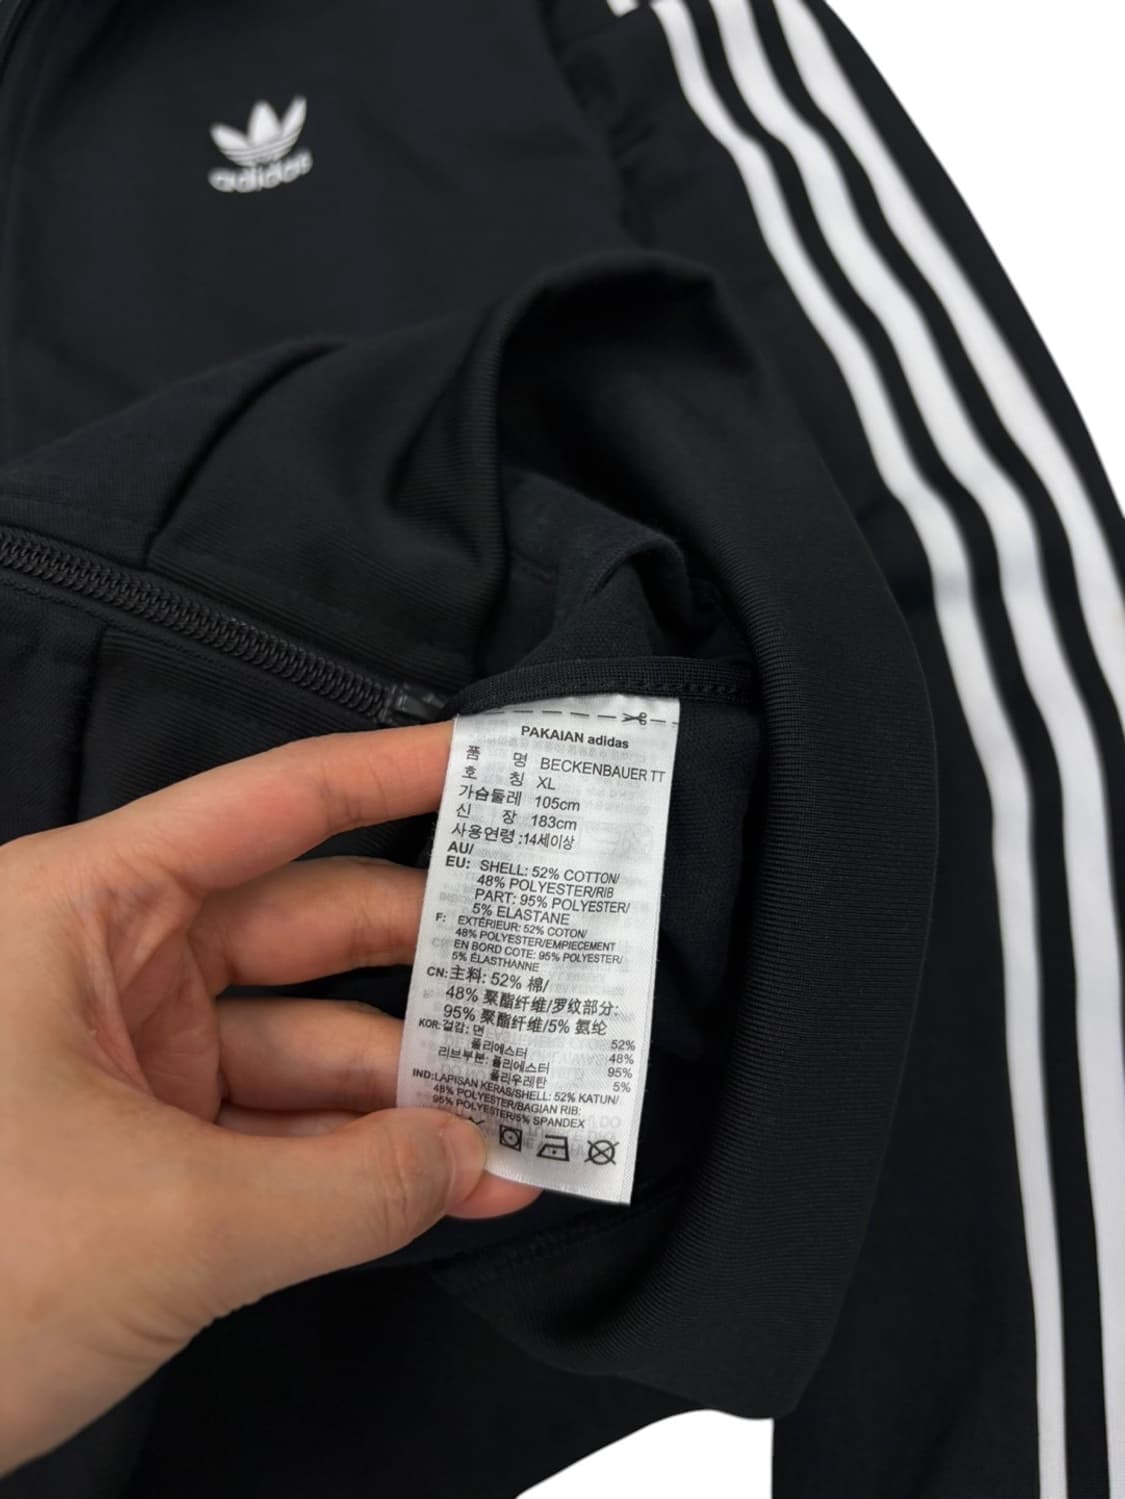 adidas
PAKAIAN adidas
품 명 BECKENBAUER TT
호 칭 XL
가슴둘레 105cm
신 장 183cm
사용연령 :14세이상
AU/
EU: SHELL: 52% COTTON/
48% POLYESTER/RIB
PART: 95% POLYESTER/
5% ELASTANE
F: EXTÉRIEUR: 52% COTON/
48% POLYESTER/EMPIECEMENT
EN BORD COTE: 95% POLYESTER/
5% ÉLASTHANNE
CN: 主料: 52% 棉/
48% 聚酯纤维/罗纹部分:
95% 聚酯纤维/5% 氨纶
KOR: 겉감: 면 52%
폴리에스터 48%
리브부분: 폴리에스터 95%
폴리우레탄 5%
IND: LAPISAN KERAS/SHELL: 52% KATUN/
48% POLYESTER/BAGIAN RIB:
95% POLYESTER/5% SPANDEX